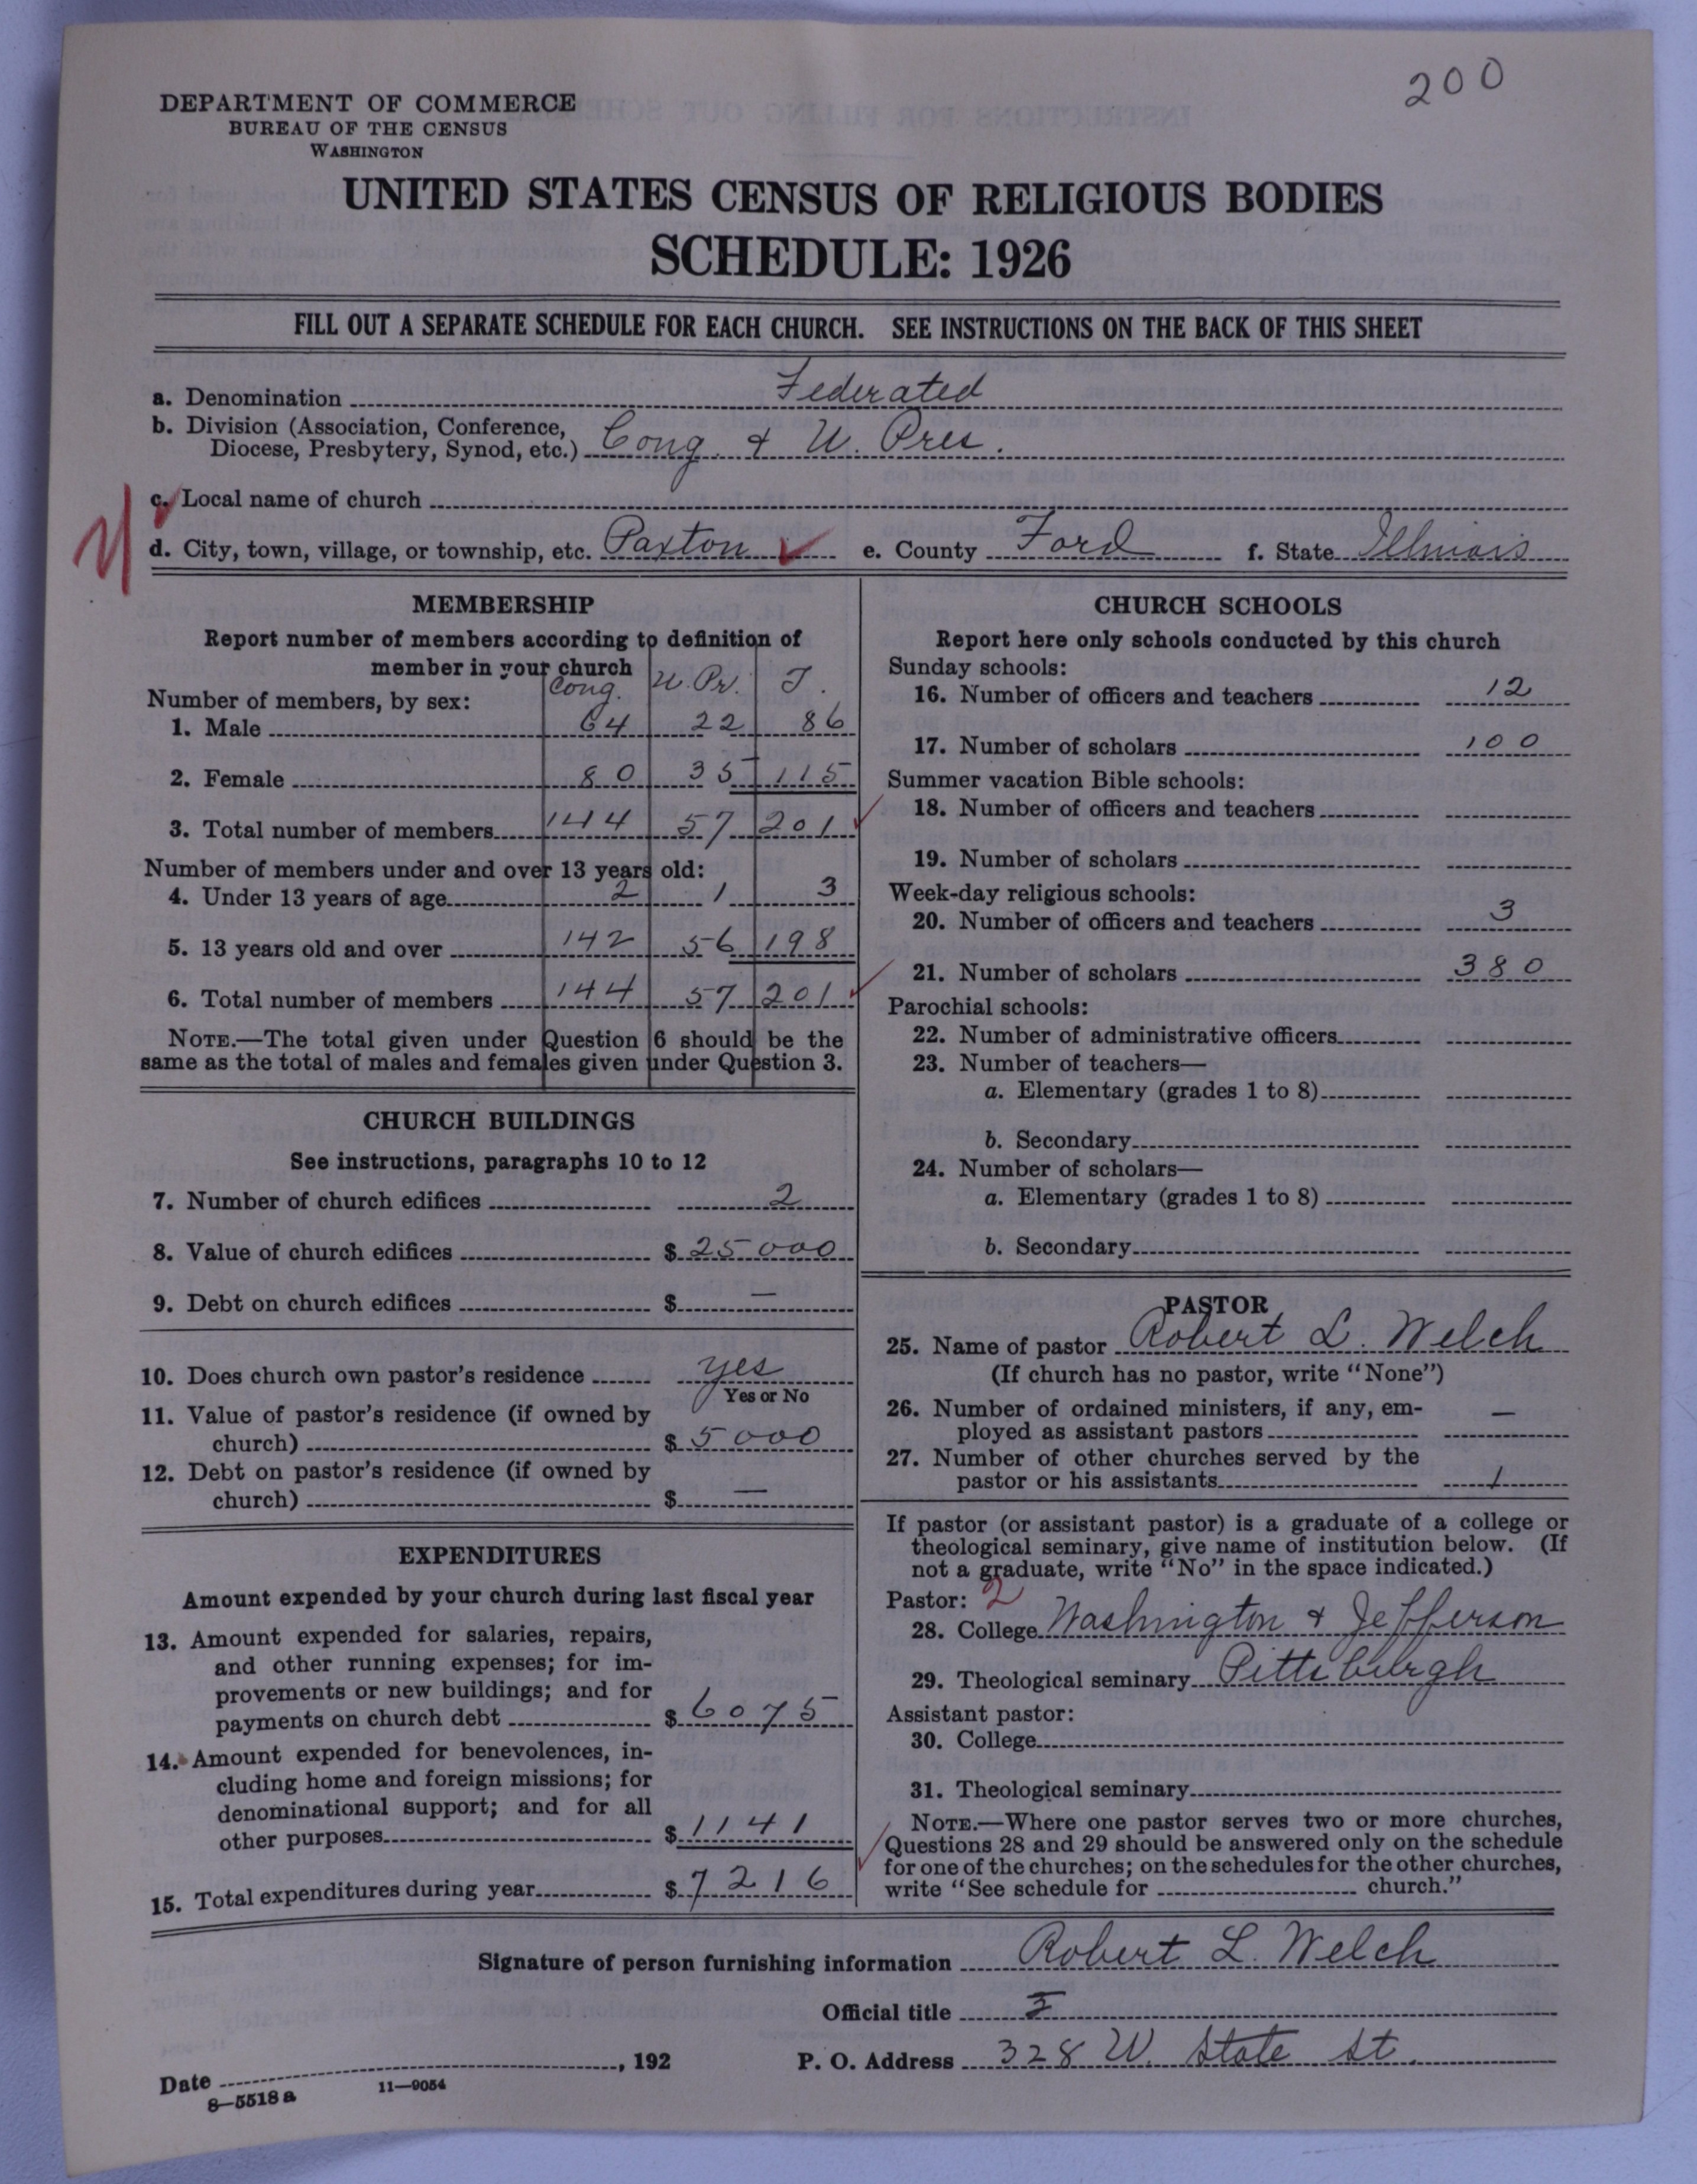 200
DEPARTMENT OF COMMERCE
BUREAU OF THE CENSUS
WASHINGTON
UNITED STATES CENSUS OF RELIGIOUS BODIES
SCHEDULE: 1926
FILL OUT A SEPARATE SCHEDULE FOR EACH CHURCH. SEE INSTRUCTIONS ON THE BACK OF THIS SHEET
a. Denomination Federated
b. Division (Association, Conference,
Diocese, Presbytery, Synod, etc.) Cong. & U. Pres.
c. Local name of church
d. City, town, village, or township, etc. Paxton e. County Ford f. State Illinois
MEMBERSHIP
Report number of members according to definition of
member in your church
Cong. U. Pr. T.
Number of members, by sex:
1. Male 64 22 86
2. Female 80 35 115
3. Total number of members 144 57 201
Number of members under and over 13 years old:
4. Under 13 years of age 2 1 3
5. 13 years old and over 142 56 198
6. Total number of members 144 57 201
NOTE.—The total given under Question 6 should be the
same as the total of males and females given under Question 3.
CHURCH BUILDINGS
See instructions, paragraphs 10 to 12
7. Number of church edifices 2
8. Value of church edifices $ 25000
9. Debt on church edifices $ —
10. Does church own pastor's residence yes
Yes or No
11. Value of pastor's residence (if owned by
church) $ 5000
12. Debt on pastor's residence (if owned by
church) $ —
EXPENDITURES
Amount expended by your church during last fiscal year
13. Amount expended for salaries, repairs,
and other running expenses; for im-
provements or new buildings; and for
payments on church debt $ 6075
14. Amount expended for benevolences, in-
cluding home and foreign missions; for
denominational support; and for all
other purposes $ 1141
15. Total expenditures during year $ 7216
CHURCH SCHOOLS
Report here only schools conducted by this church
Sunday schools:
16. Number of officers and teachers 12
17. Number of scholars 100
Summer vacation Bible schools:
18. Number of officers and teachers
19. Number of scholars
Week-day religious schools:
20. Number of officers and teachers 3
21. Number of scholars 380
Parochial schools:
22. Number of administrative officers
23. Number of teachers—
a. Elementary (grades 1 to 8)
b. Secondary
24. Number of scholars—
a. Elementary (grades 1 to 8)
b. Secondary
PASTOR
25. Name of pastor Robert L. Welch
(If church has no pastor, write "None")
26. Number of ordained ministers, if any, em-
ployed as assistant pastors —
27. Number of other churches served by the
pastor or his assistants 1
If pastor (or assistant pastor) is a graduate of a college or
theological seminary, give name of institution below. (If
not a graduate, write "No" in the space indicated.)
Pastor: 2
28. College Washington & Jefferson
29. Theological seminary Pittsburgh
Assistant pastor:
30. College
31. Theological seminary
NOTE.—Where one pastor serves two or more churches,
Questions 28 and 29 should be answered only on the schedule
for one of the churches; on the schedules for the other churches,
write "See schedule for church."
Signature of person furnishing information Robert L. Welch
Official title
Date , 192 P. O. Address 328 W. State St.
8—5518 a 11—9054